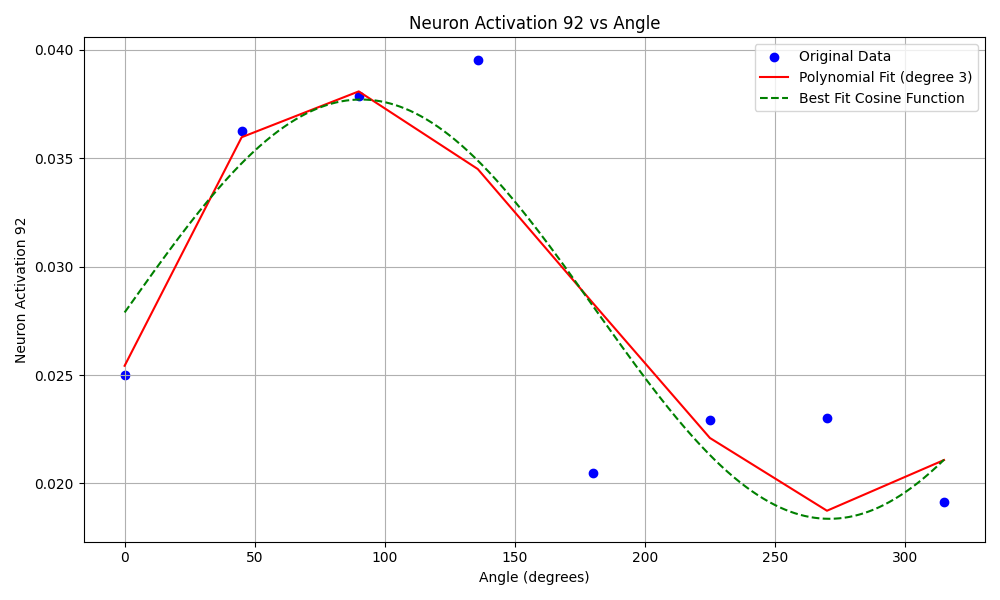 Neuron Activation 92 vs Angle
Original Data
Polynomial Fit (degree 3)
Best Fit Cosine Function
0.040
0.035
0.030
0.025
0.020
Neuron Activation 92
0
50
100
150
200
250
300
Angle (degrees)